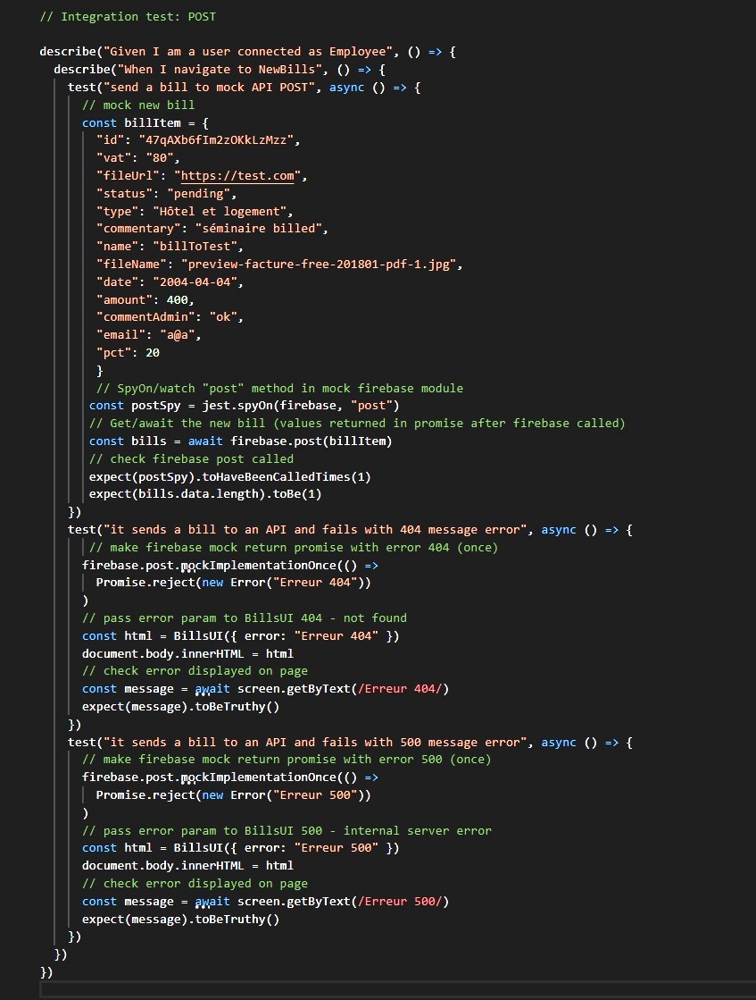 // Integration test: POST
describe("Given I am a user connected as Employee", () => {
describe("When I navigate to NewBills", () => {
test("send a bill to mock API POST", async () => {
// mock new bill
const billItem = {
"id": "47qAXb6fIm2zOKkLzMzz",
"vat": "80",
"fileUrl": "https://test.com",
"status": "pending",
"type": "Hôtel et logement",
"commentary": "séminaire billed",
"name": "billToTest",
"fileName": "preview-facture-free-201801-pdf-1.jpg",
"date": "2004-04-04",
"amount": 400,
"commentAdmin": "ok",
"email": "a@a",
"pct": 20
}
// SpyOn/watch "post" method in mock firebase module
const postSpy = jest.spyOn(firebase, "post")
// Get/await the new bill (values returned in promise after firebase called)
const bills = await firebase.post(billItem)
// check firebase post called
expect(postSpy).toHaveBeenCalledTimes(1)
expect(bills.data.length).toBe(1)
})
test("it sends a bill to an API and fails with 404 message error", async () => {
// make firebase mock return promise with error 404 (once)
firebase.post.mockImplementationOnce(() =>
Promise.reject(new Error("Erreur 404"))
)
// pass error param to BillsUI 404 - not found
const html = BillsUI({ error: "Erreur 404" })
document.body.innerHTML = html
// check error displayed on page
const message = await screen.getByText(/Erreur 404/)
expect(message).toBeTruthy()
})
test("it sends a bill to an API and fails with 500 message error", async () => {
// make firebase mock return promise with error 500 (once)
firebase.post.mockImplementationOnce(() =>
Promise.reject(new Error("Erreur 500"))
)
// pass error param to BillsUI 500 - internal server error
const html = BillsUI({ error: "Erreur 500" })
document.body.innerHTML = html
// check error displayed on page
const message = await screen.getByText(/Erreur 500/)
expect(message).toBeTruthy()
})
})
})